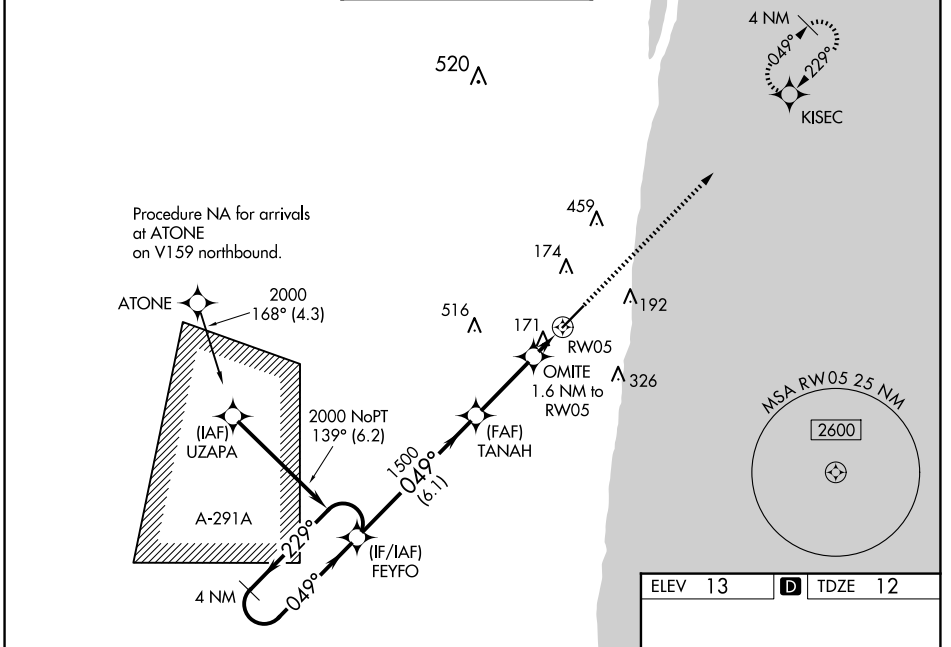 4 NM
049°
229°
KISEC
520
Procedure NA for arrivals
at ATONE
on V159 northbound.
459
174
ATONE
2000
168° (4.3)
516
171
192
RW05
OMITE
1.6 NM to
RW05
326
MSA RW05 25 NM
2600
(IAF)
UZAPA
2000 NoPT
139° (6.2)
(FAF)
TANAH
1500
049°
(6.1)
A-291A
229°
(IF/IAF)
FEYFO
4 NM
049°
ELEV 13 D TDZE 12